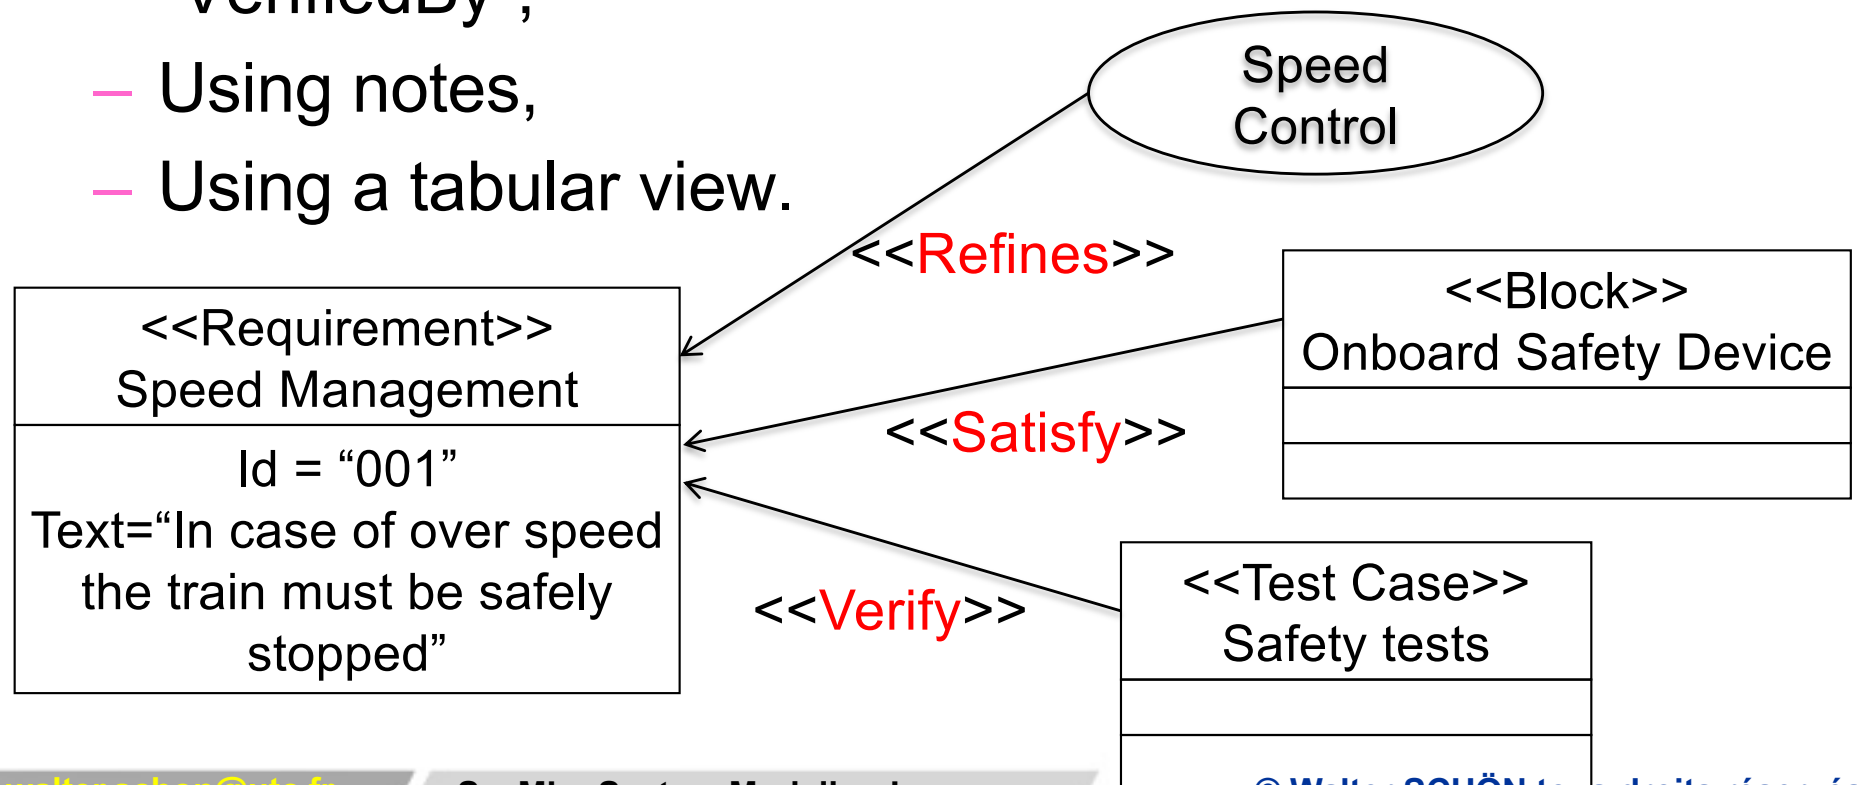 VerifiedBy",
– Using notes,
– Using a tabular view.
Speed
Control
<<Refines>>
<<Requirement>>
Speed Management
Id = “001”
Text=“In case of over speed
the train must be safely
stopped”
<<Satisfy>>
<<Block>>
Onboard Safety Device
<<Verify>>
<<Test Case>>
Safety tests